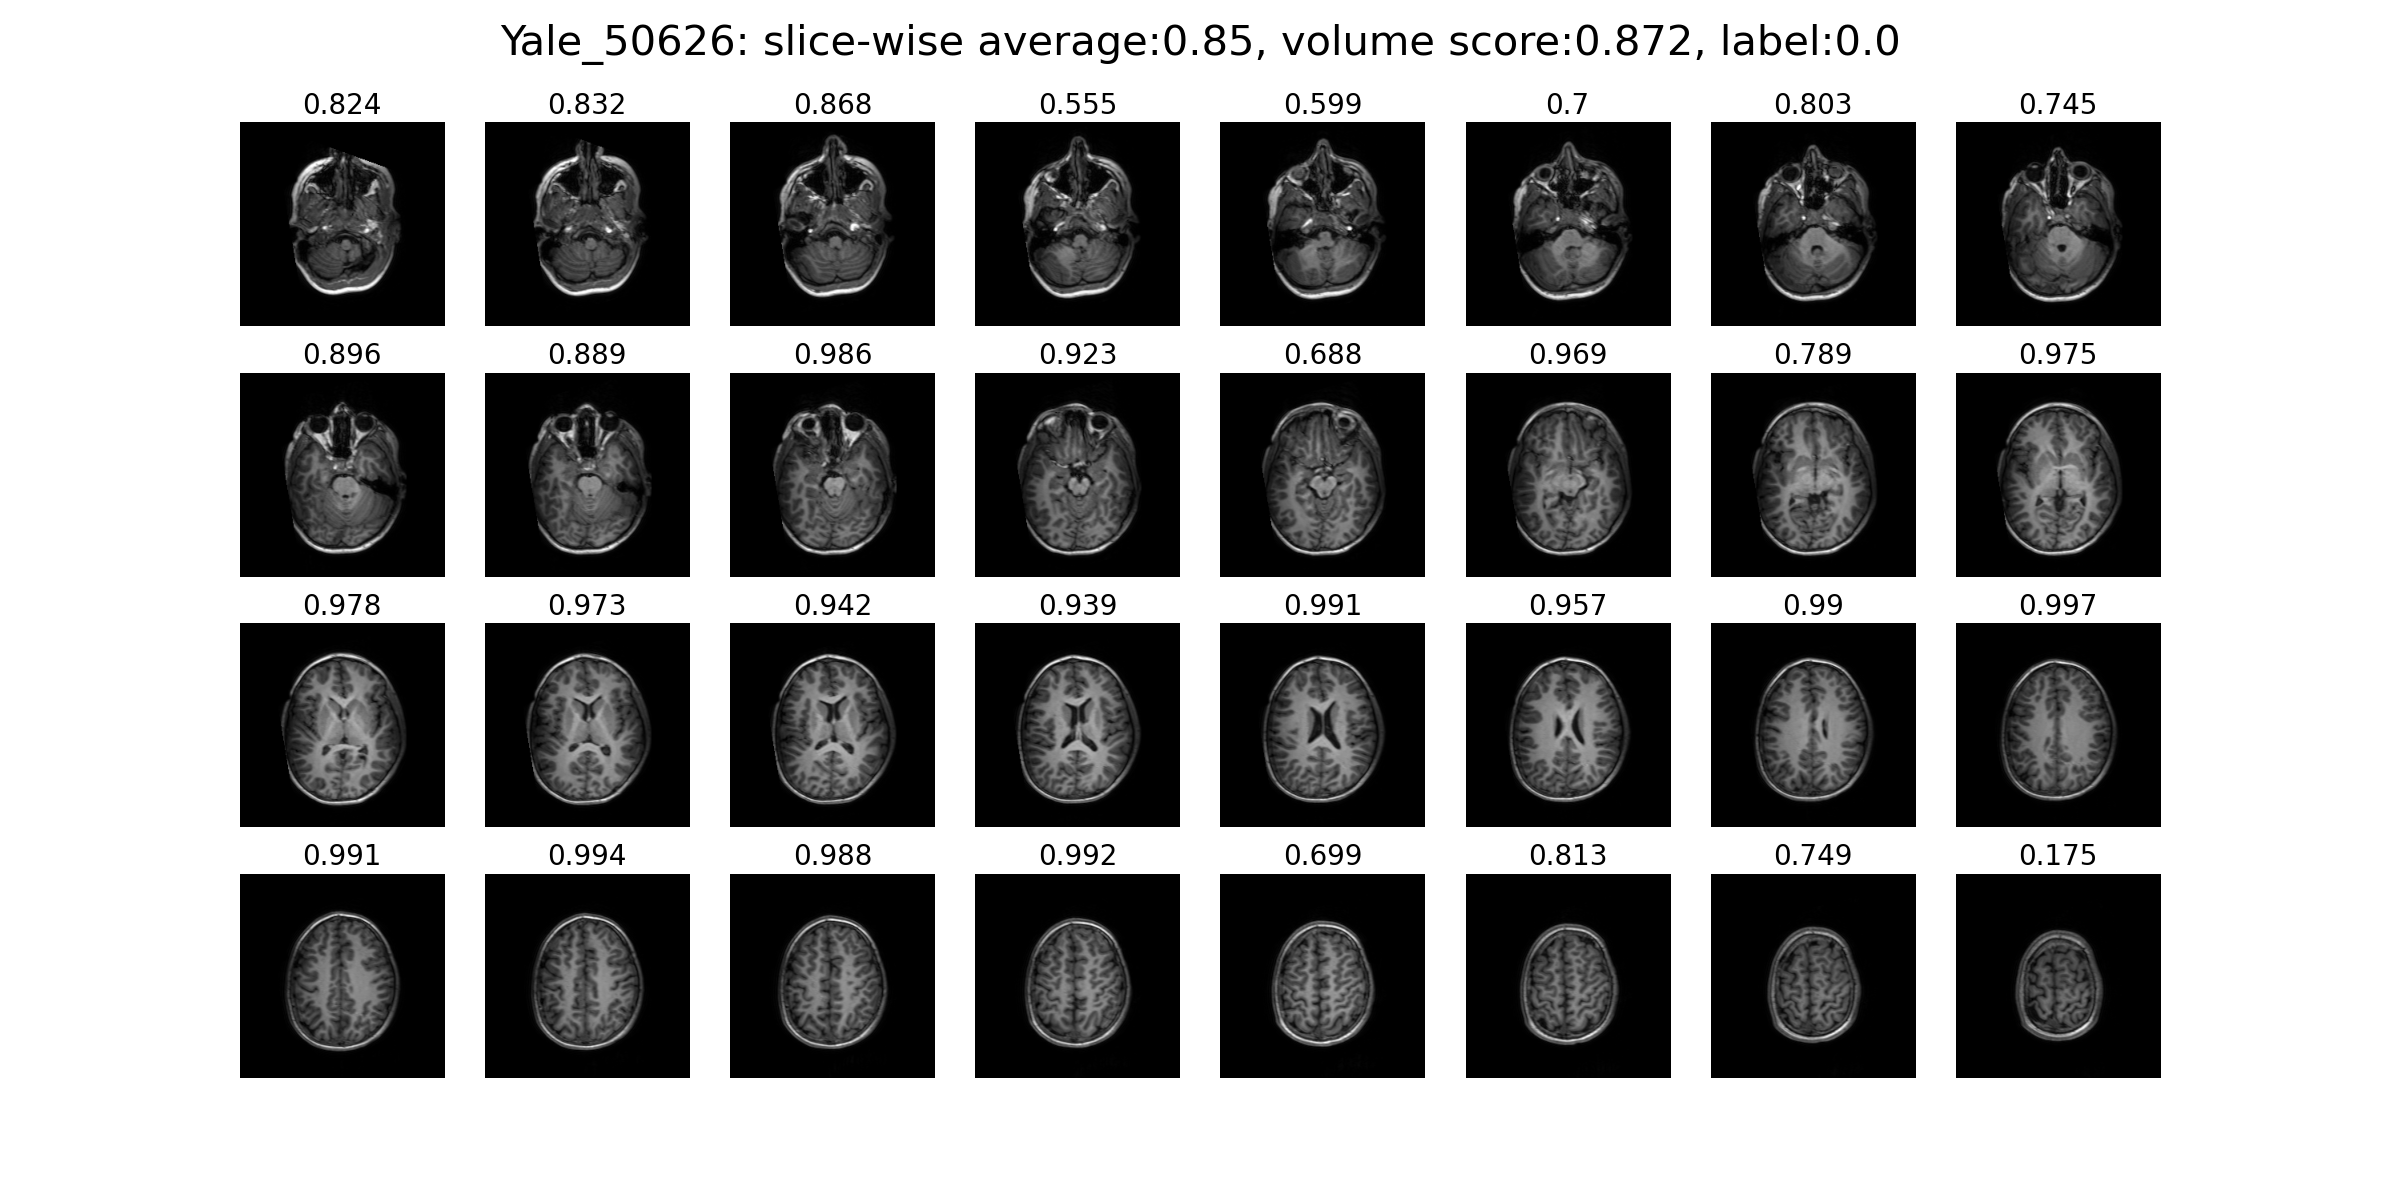 Yale_50626: slice-wise average:0.85, volume score:0.872, label:0.0
0.824 0.832 0.868 0.555 0.599 0.7 0.803 0.745
0.896 0.889 0.986 0.923 0.688 0.969 0.789 0.975
0.978 0.973 0.942 0.939 0.991 0.957 0.99 0.997
0.991 0.994 0.988 0.992 0.699 0.813 0.749 0.175